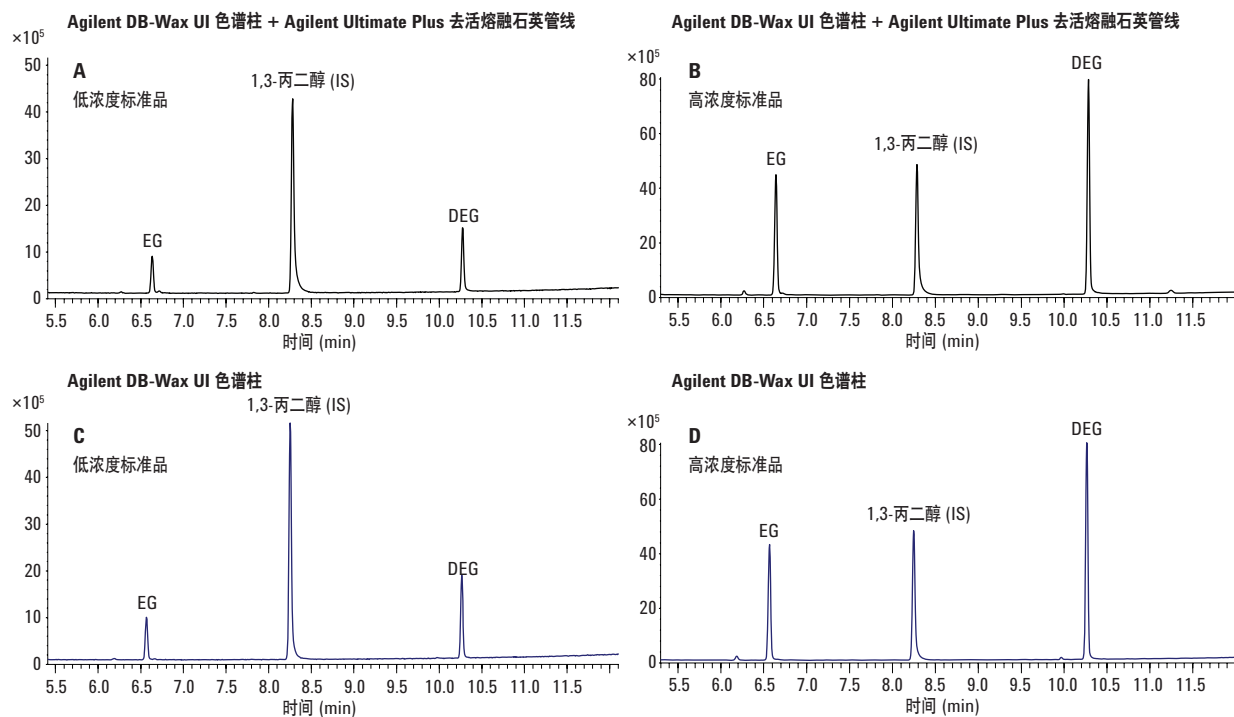 Agilent DB-Wax UI 色谱柱 + Agilent Ultimate Plus 去活熔融石英管线
×10⁵
A
低浓度标准品
1,3-丙二醇 (IS)
EG
DEG
50
40
30
20
10
0
5.5 6.0 6.5 7.0 7.5 8.0 8.5 9.0 9.5 10.0 10.5 11.0 11.5
时间 (min)
Agilent DB-Wax UI 色谱柱 + Agilent Ultimate Plus 去活熔融石英管线
×10⁵
B
高浓度标准品
EG
1,3-丙二醇 (IS)
DEG
80
60
40
20
0
5.5 6.0 6.5 7.0 7.5 8.0 8.5 9.0 9.5 10.0 10.5 11.0 11.5
时间 (min)
Agilent DB-Wax UI 色谱柱
×10⁵
C
低浓度标准品
1,3-丙二醇 (IS)
EG
DEG
50
40
30
20
10
0
5.5 6.0 6.5 7.0 7.5 8.0 8.5 9.0 9.5 10.0 10.5 11.0 11.5
时间 (min)
Agilent DB-Wax UI 色谱柱
×10⁵
D
高浓度标准品
EG
1,3-丙二醇 (IS)
DEG
80
60
40
20
0
5.5 6.0 6.5 7.0 7.5 8.0 8.5 9.0 9.5 10.0 10.5 11.0 11.5
时间 (min)